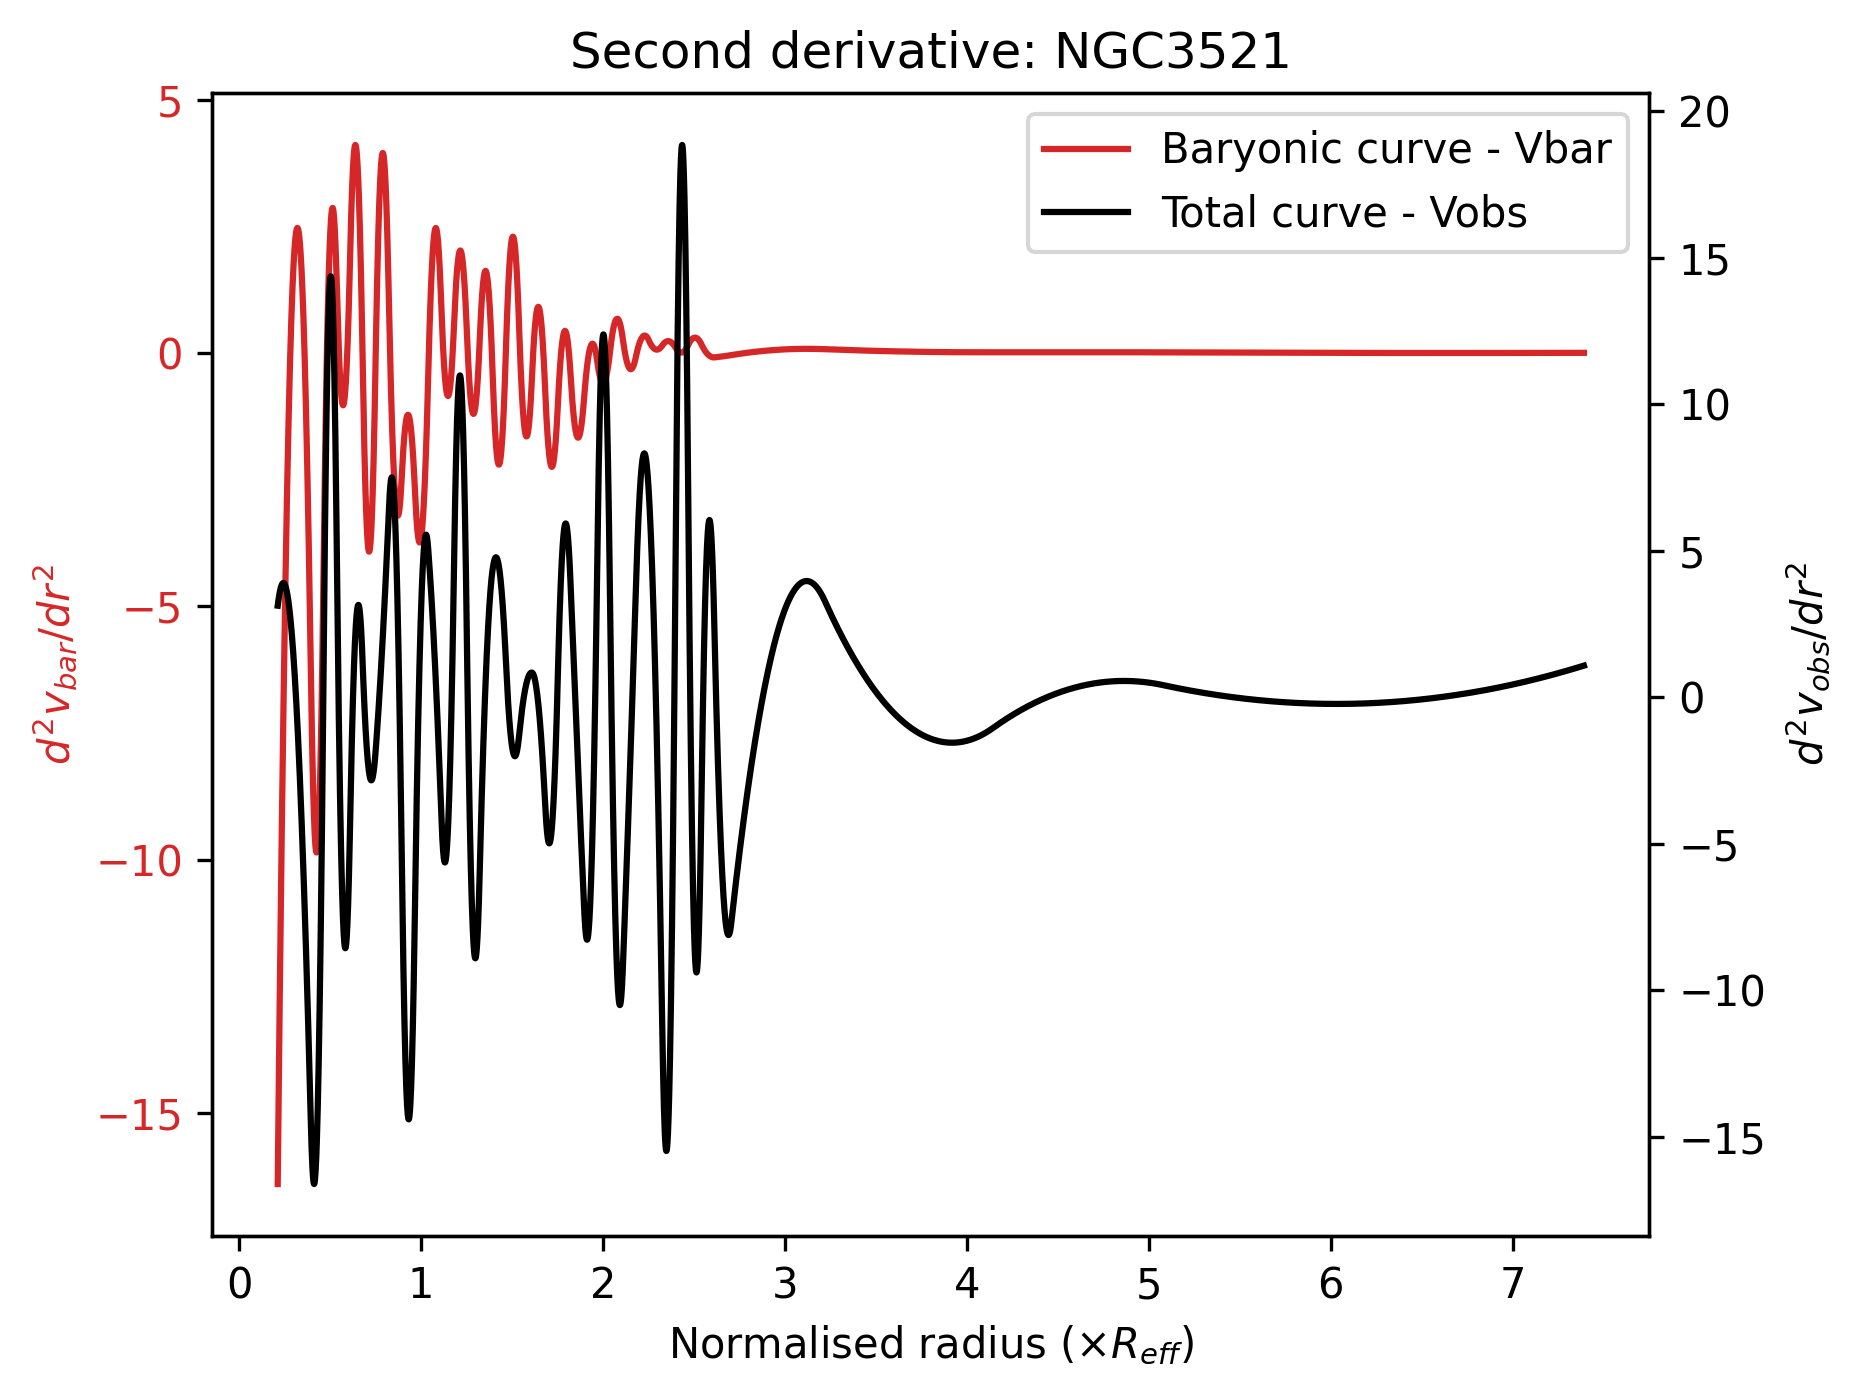 Second derivative: NGC3521
Baryonic curve - Vbar
Total curve - Vobs
5
0
−5
−10
−15
d²v_bar/dr²
20
15
10
5
0
−5
−10
−15
d²v_obs/dr²
0 1 2 3 4 5 6 7
Normalised radius (×R_eff)